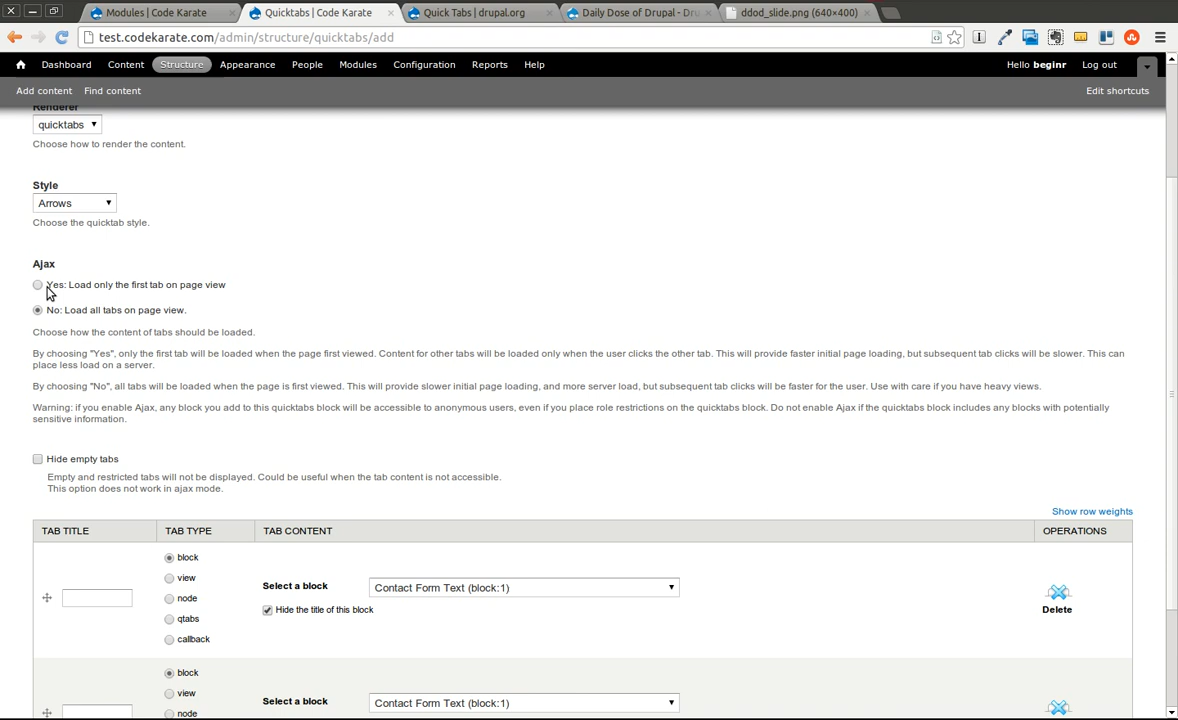 Modules | Code Karate
Quicktabs | Code Karate
Quick Tabs | drupal.org
Daily Dose of Drupal - Dru
ddod_slide.png (640×400)
test.codekarate.com/admin/structure/quicktabs/add
Dashboard Content Structure Appearance People Modules Configuration Reports Help Hello beginr Log out
Add content Find content Edit shortcuts
Renderer
quicktabs
Choose how to render the content.
Style
Arrows
Choose the quicktab style.
Ajax
Yes: Load only the first tab on page view
No: Load all tabs on page view.
Choose how the content of tabs should be loaded.
By choosing "Yes", only the first tab will be loaded when the page first viewed. Content for other tabs will be loaded only when the user clicks the other tab. This will provide faster initial page loading, but subsequent tab clicks will be slower. This can
place less load on a server.
By choosing "No", all tabs will be loaded when the page is first viewed. This will provide slower initial page loading, and more server load, but subsequent tab clicks will be faster for the user. Use with care if you have heavy views.
Warning: if you enable Ajax, any block you add to this quicktabs block will be accessible to anonymous users, even if you place role restrictions on the quicktabs block. Do not enable Ajax if the quicktabs block includes any blocks with potentially
sensitive information.
Hide empty tabs
Empty and restricted tabs will not be displayed. Could be useful when the tab content is not accessible.
This option does not work in ajax mode.
Show row weights
TAB TITLE TAB TYPE TAB CONTENT OPERATIONS
block
view
node
qtabs
callback
Select a block Contact Form Text (block:1)
Hide the title of this block
Delete
block
view
node
Select a block Contact Form Text (block:1)